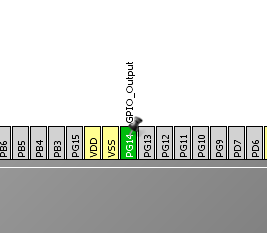 GPIO_Output
PB6
PB5
PB4
PB3
PG15
VDD
VSS
PG14
PG13
PG12
PG11
PG10
PG9
PD7
PD6